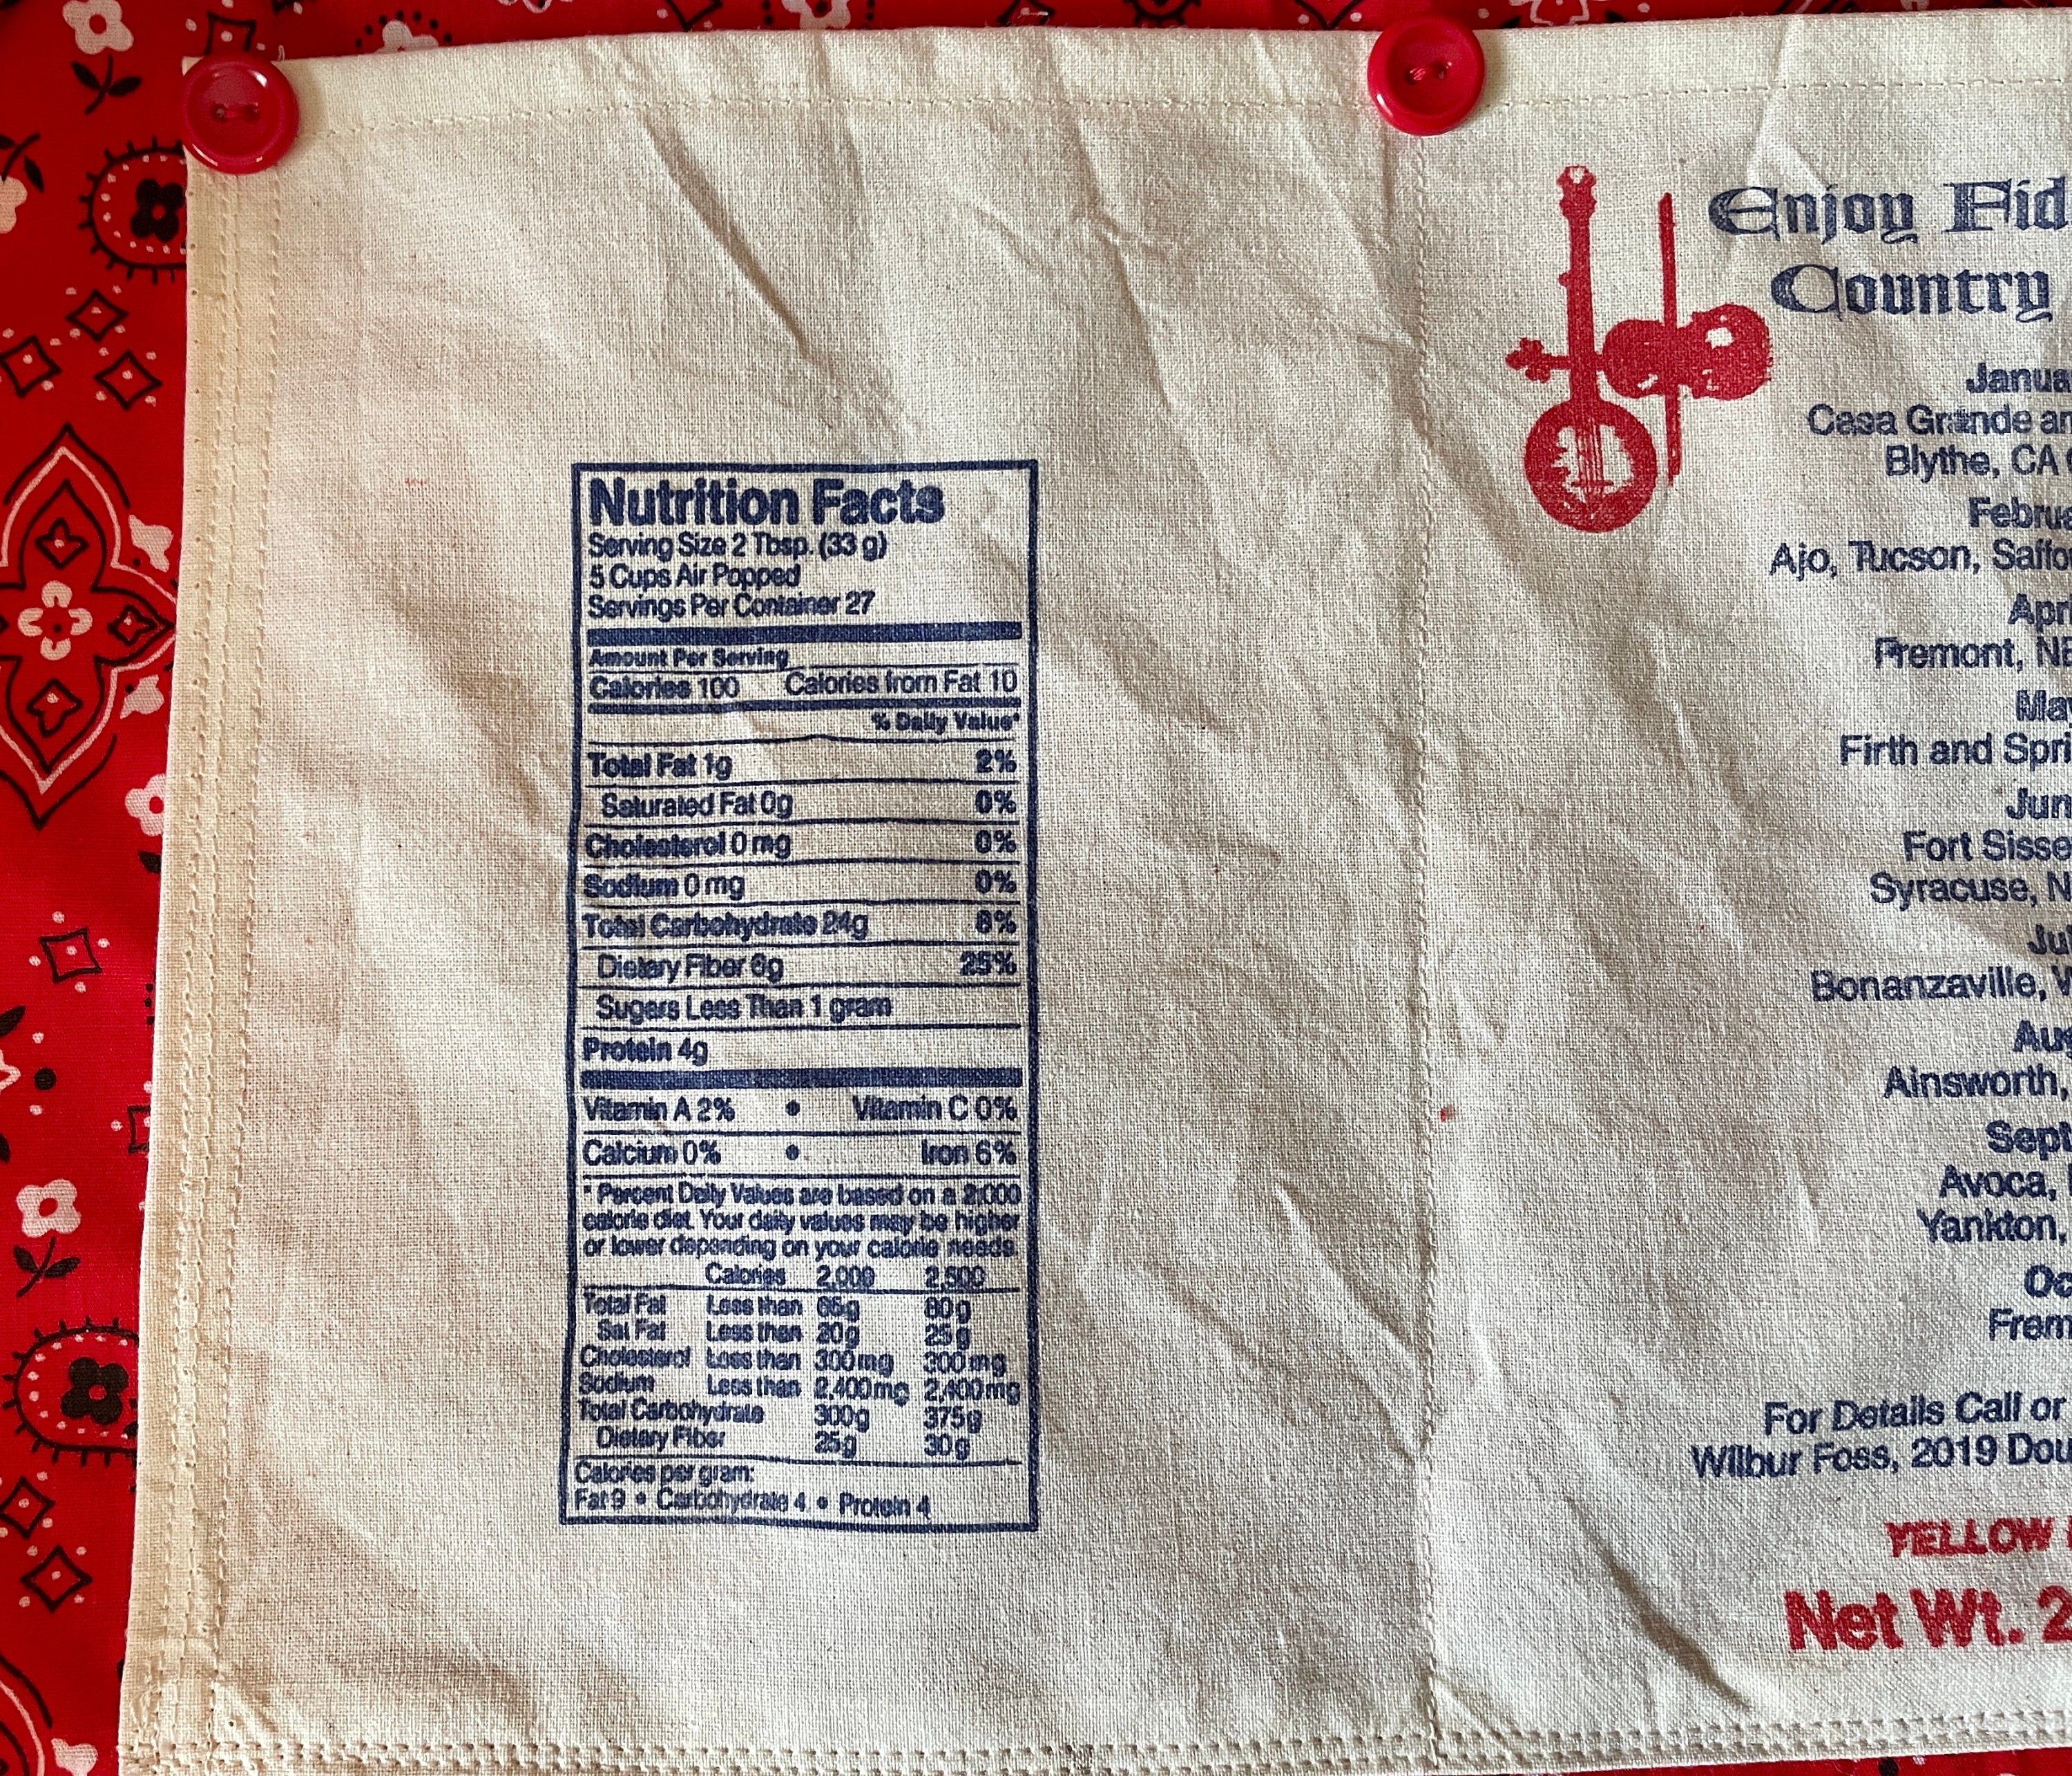 Nutrition Facts
Serving Size 2 Tbsp. (33 g)
5 Cups Air Popped
Servings Per Container 27
Amount Per Serving
Calories 100 Calories from Fat 10
% Daily Value*
Total Fat 1g 2%
Saturated Fat 0g 0%
Cholesterol 0 mg 0%
Sodium 0 mg 0%
Total Carbohydrate 24g 8%
Dietary Fiber 6g 25%
Sugars Less Than 1 gram
Protein 4g
Vitamin A 2% • Vitamin C 0%
Calcium 0% • Iron 6%
* Percent Daily Values are based on a 2,000
calorie diet. Your daily values may be higher
or lower depending on your calorie needs.
Calories 2,000 2,500
Total Fat Less than 65g 80g
Sat Fat Less than 20g 25g
Cholesterol Less than 300mg 300mg
Sodium Less than 2,400mg 2,400mg
Total Carbohydrate 300g 375g
Dietary Fiber 25g 30g
Calories per gram:
Fat 9 • Carbohydrate 4 • Protein 4
Enjoy Fid
Country
Janua
Casa Grande an
Blythe, CA
Februa
Ajo, Tucson, Saffo
Apri
Fremont, NE
May
Firth and Spri
Jun
Fort Sisse
Syracuse, N
Ju
Bonanzaville, W
Aug
Ainsworth,
Sept
Avoca,
Yankton,
Oc
Frem
For Details Call or
Wilbur Foss, 2019 Dou
YELLOW
Net Wt. 2